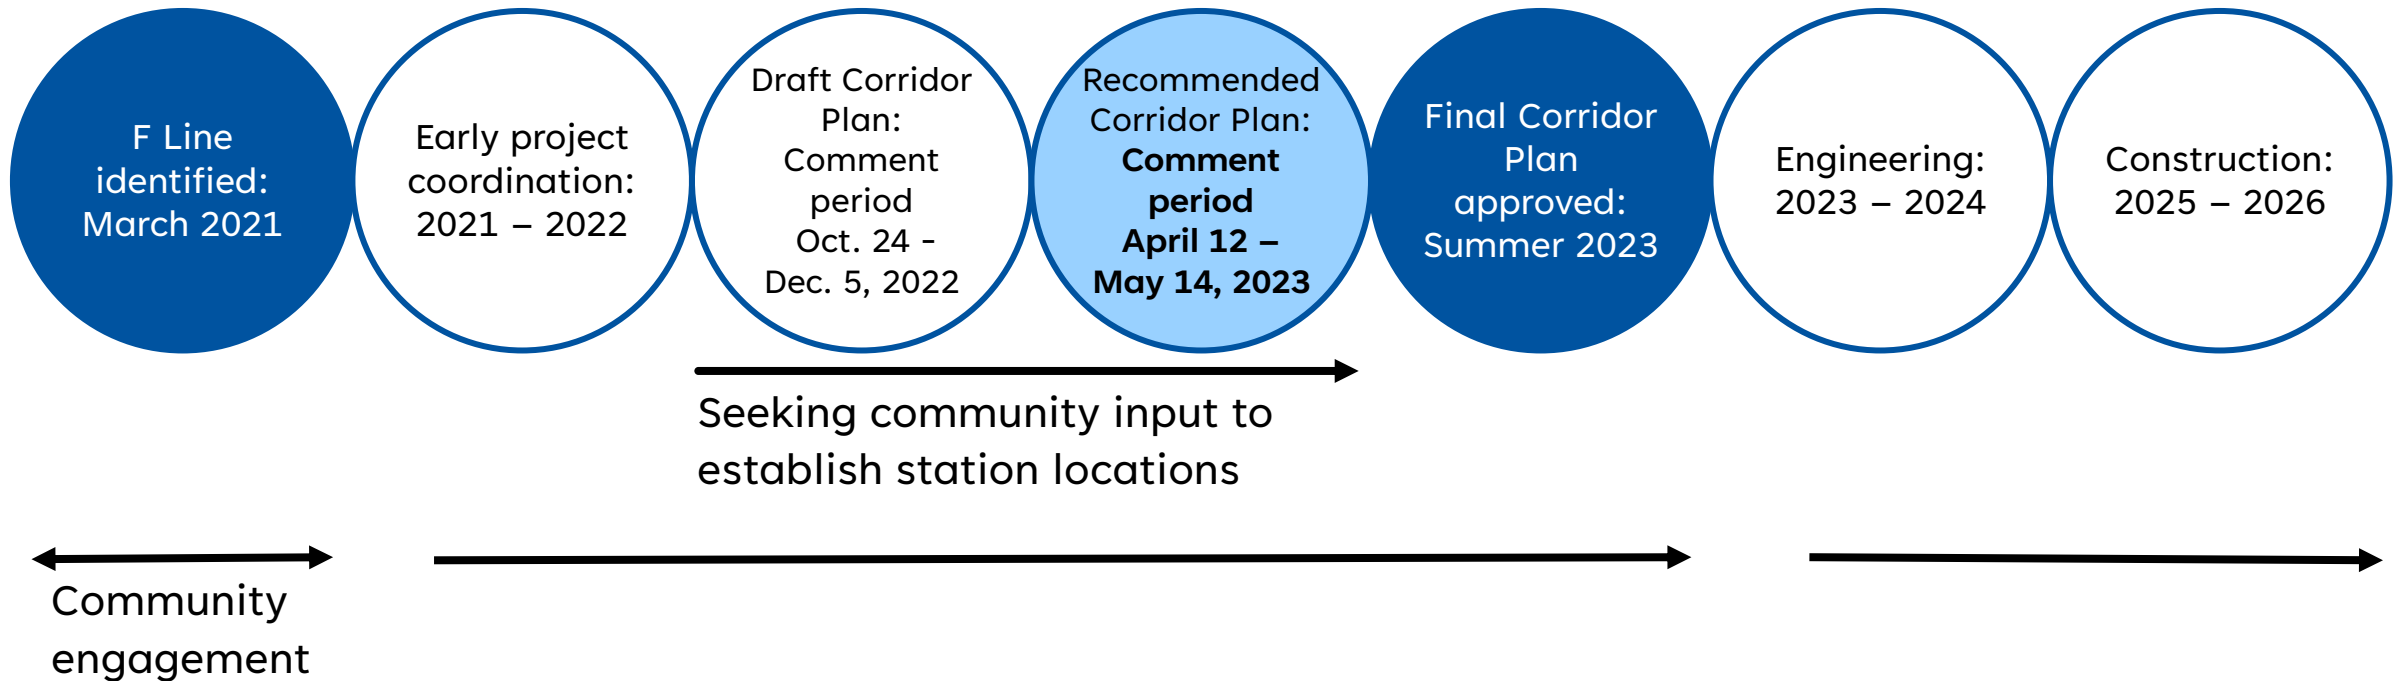 F Line
identified:
March 2021
Early project
coordination:
2021 – 2022
Draft Corridor
Plan:
Comment
period
Oct. 24 -
Dec. 5, 2022
Recommended
Corridor Plan:
Comment
period
April 12 –
May 14, 2023
Final Corridor
Plan
approved:
Summer 2023
Engineering:
2023 – 2024
Construction:
2025 – 2026
Seeking community input to
establish station locations
Community
engagement